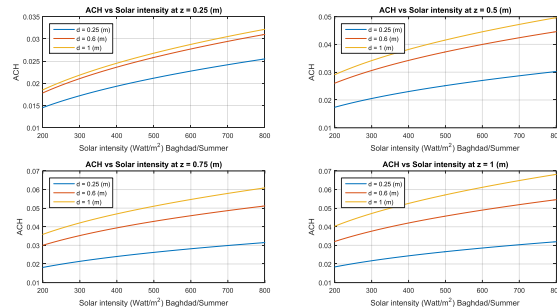 ACH vs Solar intensity at z = 0.25 (m)
0.035
0.03
0.025
0.02
0.015
0.01
ACH
d = 0.25 (m)
d = 0.6 (m)
d = 1 (m)
200 300 400 500 600 700 800
Solar intensity (Watt/m²) Baghdad/Summer
ACH vs Solar intensity at z = 0.5 (m)
0.05
0.04
0.03
0.02
0.01
ACH
d = 0.25 (m)
d = 0.6 (m)
d = 1 (m)
200 300 400 500 600 700 800
Solar intensity (Watt/m²) Baghdad/Summer
ACH vs Solar intensity at z = 0.75 (m)
0.07
0.06
0.05
0.04
0.03
0.02
0.01
ACH
d = 0.25 (m)
d = 0.6 (m)
d = 1 (m)
200 300 400 500 600 700 800
Solar intensity (Watt/m²) Baghdad/Summer
ACH vs Solar intensity at z = 1 (m)
0.07
0.06
0.05
0.04
0.03
0.02
0.01
ACH
d = 0.25 (m)
d = 0.6 (m)
d = 1 (m)
200 300 400 500 600 700 800
Solar intensity (Watt/m²) Baghdad/Summer